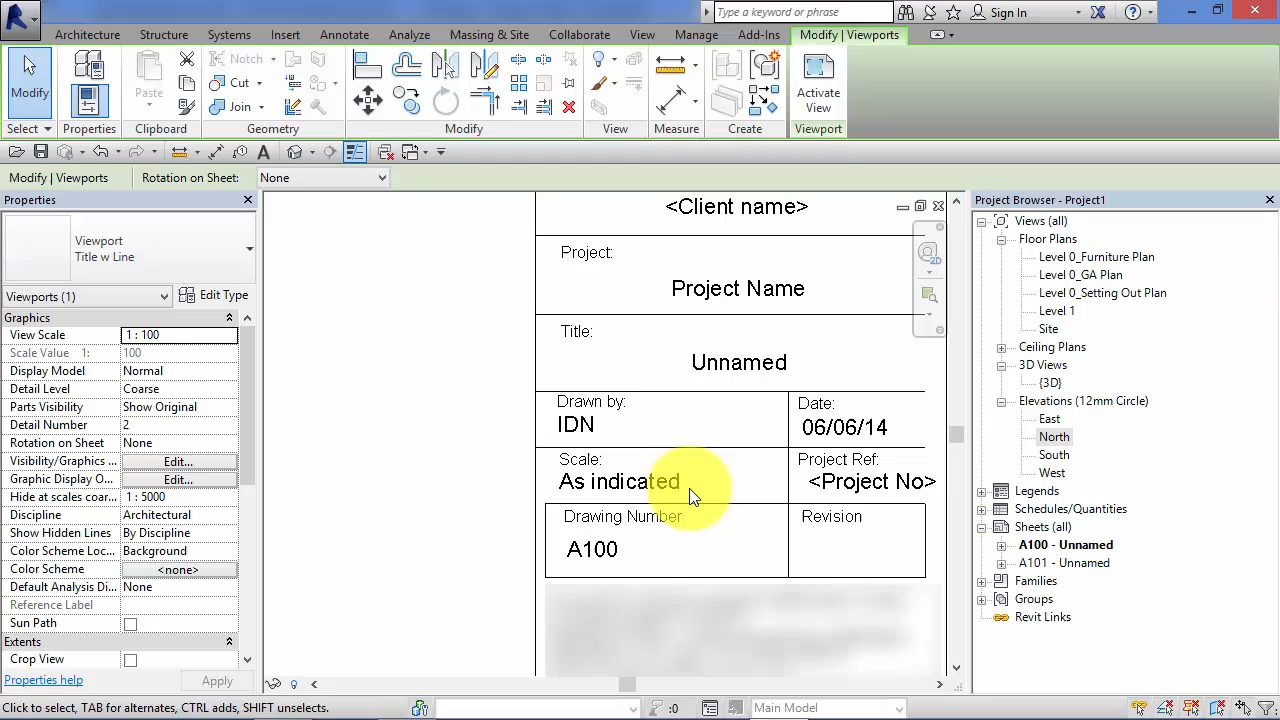 Type a keyword or phrase
Sign In
Architecture Structure Systems Insert Annotate Analyze Massing & Site Collaborate View Manage Add-Ins Modify | Viewports
Modify
Paste
Notch
Cut
Join
Activate
View
Select Properties Clipboard Geometry Modify View Measure Create Viewport
Modify | Viewports
Rotation on Sheet:
None
Properties
Viewport
Title w Line
Viewports (1)
Edit Type
Graphics
View Scale 1 : 100
Scale Value 1: 100
Display Model Normal
Detail Level Coarse
Parts Visibility Show Original
Detail Number 2
Rotation on Sheet None
Visibility/Graphics ... Edit...
Graphic Display O... Edit...
Hide at scales coar... 1 : 5000
Discipline Architectural
Show Hidden Lines By Discipline
Color Scheme Loc... Background
Color Scheme <none>
Default Analysis Di... None
Reference Label
Sun Path
Extents
Crop View
Properties help
Apply
<Client name>
Project:
Project Name
Title:
Unnamed
Drawn by:
IDN
Date:
06/06/14
Scale:
As indicated
Project Ref:
<Project No>
Drawing Number
A100
Revision
2D
Project Browser - Project1
Views (all)
Floor Plans
Level 0_Furniture Plan
Level 0_GA Plan
Level 0_Setting Out Plan
Level 1
Site
Ceiling Plans
3D Views
{3D}
Elevations (12mm Circle)
East
North
South
West
Legends
Schedules/Quantities
Sheets (all)
A100 - Unnamed
A101 - Unnamed
Families
Groups
Revit Links
Click to select, TAB for alternates, CTRL adds, SHIFT unselects.
:0
Main Model